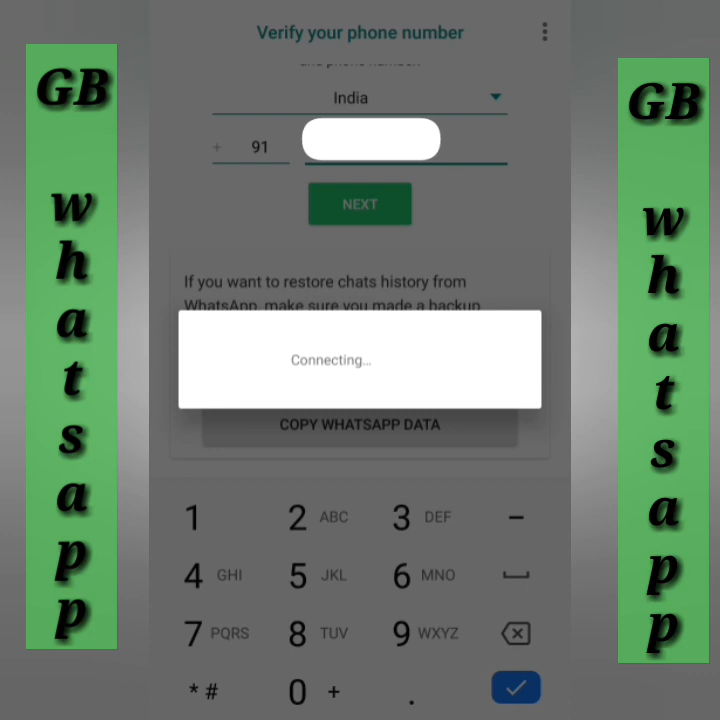 GB
whatsapp
Verify your phone number
India
+ 91
NEXT
If you want to restore chats history from
WhatsApp, make sure you made a backup
Connecting...
COPY WHATSAPP DATA
1 2 ABC 3 DEF –
4 GHI 5 JKL 6 MNO
7 PQRS 8 TUV 9 WXYZ
* # 0 + .
GB
whatsapp